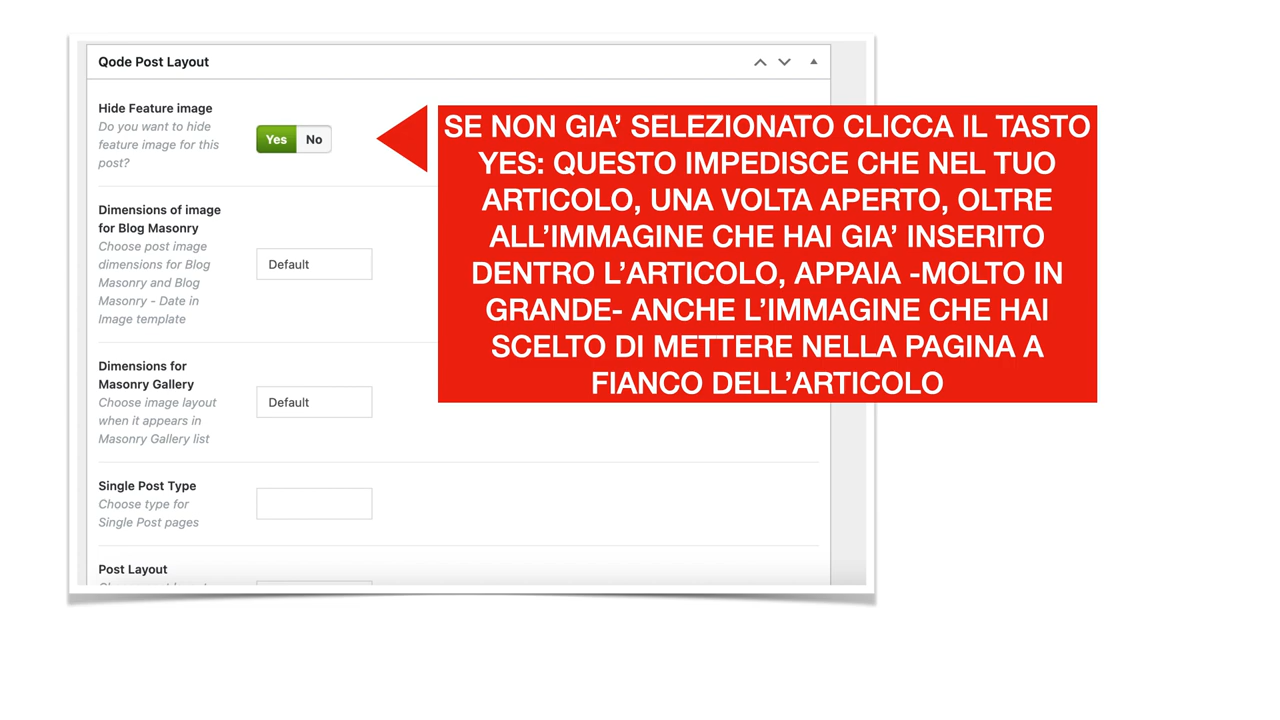 Qode Post Layout
Hide Feature image
Do you want to hide
feature image for this
post?
Yes No
SE NON GIA’ SELEZIONATO CLICCA IL TASTO
YES: QUESTO IMPEDISCE CHE NEL TUO
ARTICOLO, UNA VOLTA APERTO, OLTRE
ALL’IMMAGINE CHE HAI GIA’ INSERITO
DENTRO L’ARTICOLO, APPAIA -MOLTO IN
GRANDE- ANCHE L’IMMAGINE CHE HAI
SCELTO DI METTERE NELLA PAGINA A
FIANCO DELL’ARTICOLO
Dimensions of image
for Blog Masonry
Choose post image
dimensions for Blog
Masonry and Blog
Masonry - Date in
Image template
Default
Dimensions for
Masonry Gallery
Choose image layout
when it appears in
Masonry Gallery list
Default
Single Post Type
Choose type for
Single Post pages
Post Layout